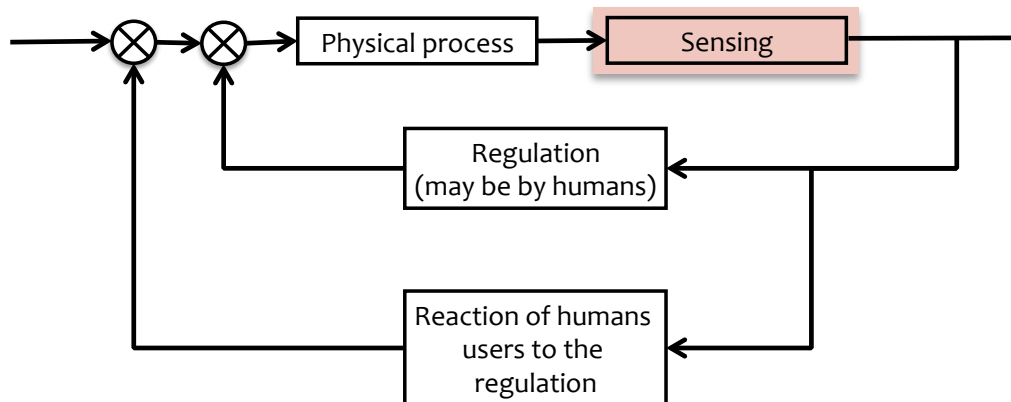 Physical process
Sensing
Regulation
(may be by humans)
Reaction of humans
users to the
regulation